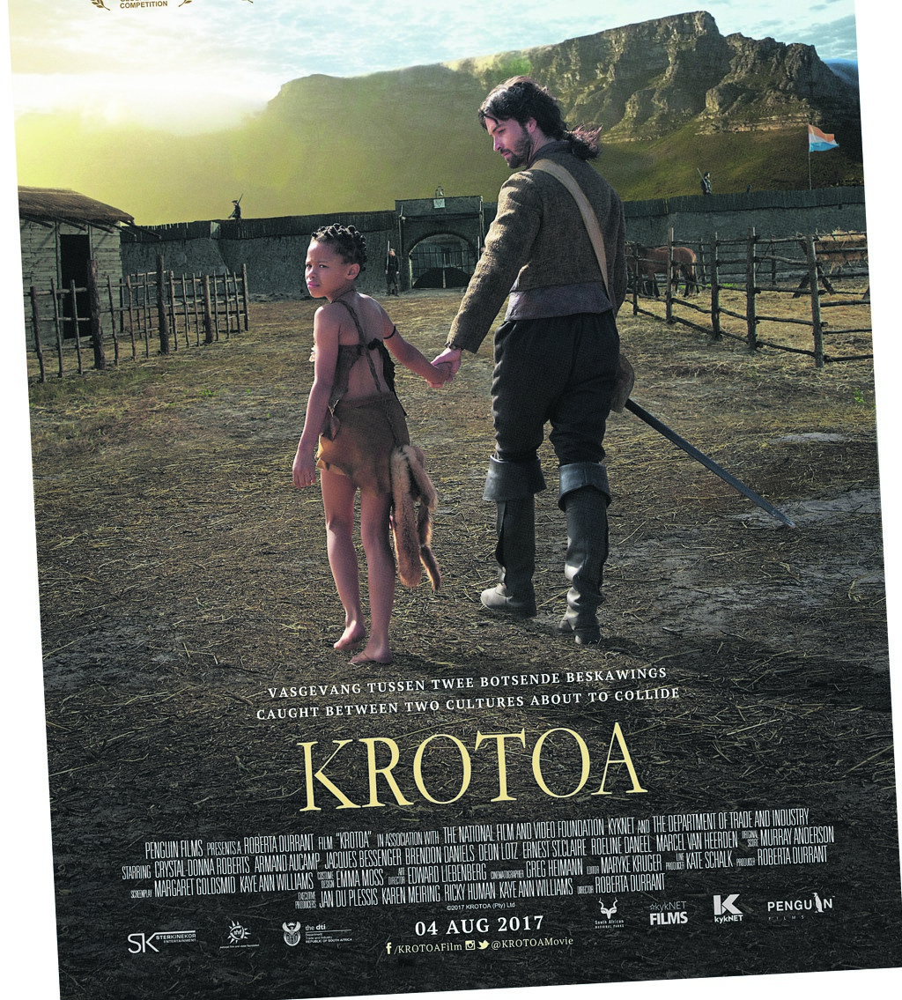 COMPETITION
VASGEVANG TUSSEN TWEE BOTSENDE BESKAWINGS
CAUGHT BETWEEN TWO CULTURES ABOUT TO COLLIDE
KROTOA
PENGUIN FILMS PRESENTS A ROBERTA DURRANT FILM "KROTOA" IN ASSOCIATION WITH THE NATIONAL FILM AND VIDEO FOUNDATION KYKNET AND THE DEPARTMENT OF TRADE AND INDUSTRY
STARRING CRYSTAL DONNA ROBERTS ARMAND AUCAMP JACQUES BESSENGER BRENDON DANIELS DEON LOTZ ERNEST ST.CLAIRE ROELINE DANEEL MARCEL VAN HEERDEN ORIGINAL SCORE MURRAY ANDERSON
SCREENPLAY MARGARET GOLDSMID KAYE ANN WILLIAMS COSTUME DESIGN EMMA MOSS ART DIRECTOR EDWARD LIEBENBERG CINEMATOGRAPHER GREG HEIMANN EDITOR MARYKE KRUGER LINE PRODUCER KATE SCHALK PRODUCER ROBERTA DURRANT
EXECUTIVE PRODUCERS JAN DU PLESSIS KAREN MEIRING RICKY HUMAN KAYE ANN WILLIAMS DIRECTOR ROBERTA DURRANT
©2017 KROTOA (Pty) Ltd
SK STERKINEKOR
ENTERTAINMENT
nfvf
the dti
Department
Trade and Industry
REPUBLIC OF SOUTH AFRICA
04 AUG 2017
f /KROTOAFilm @KROTOAMovie
South African
NATIONAL PARKS
kykNET
FILMS
K
kykNET
PENGUIN
FILMS